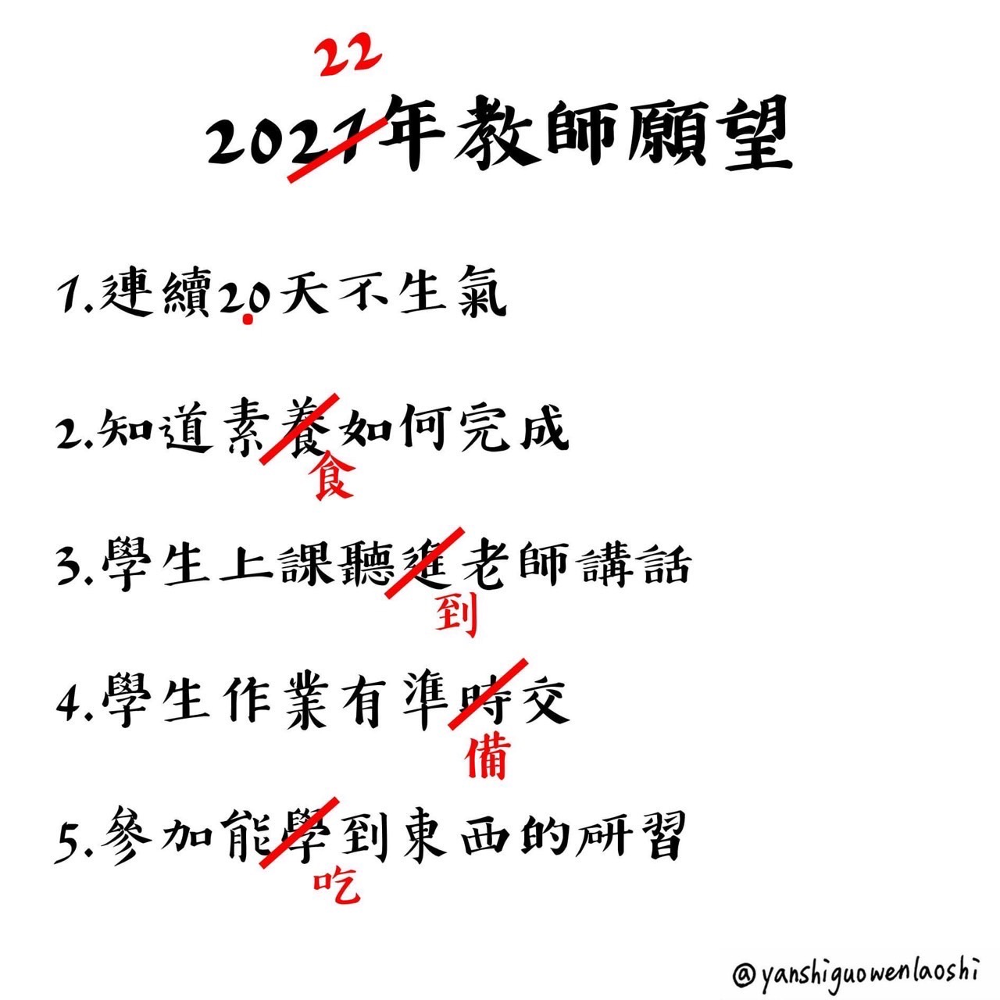 22
2021年教師願望
1.連續2.0天不生氣
2.知道素養如何完成
食
3.學生上課聽進老師講話
到
4.學生作業有準時交
備
5.參加能學到東西的研習
吃
@yanshiguowenlaoshi